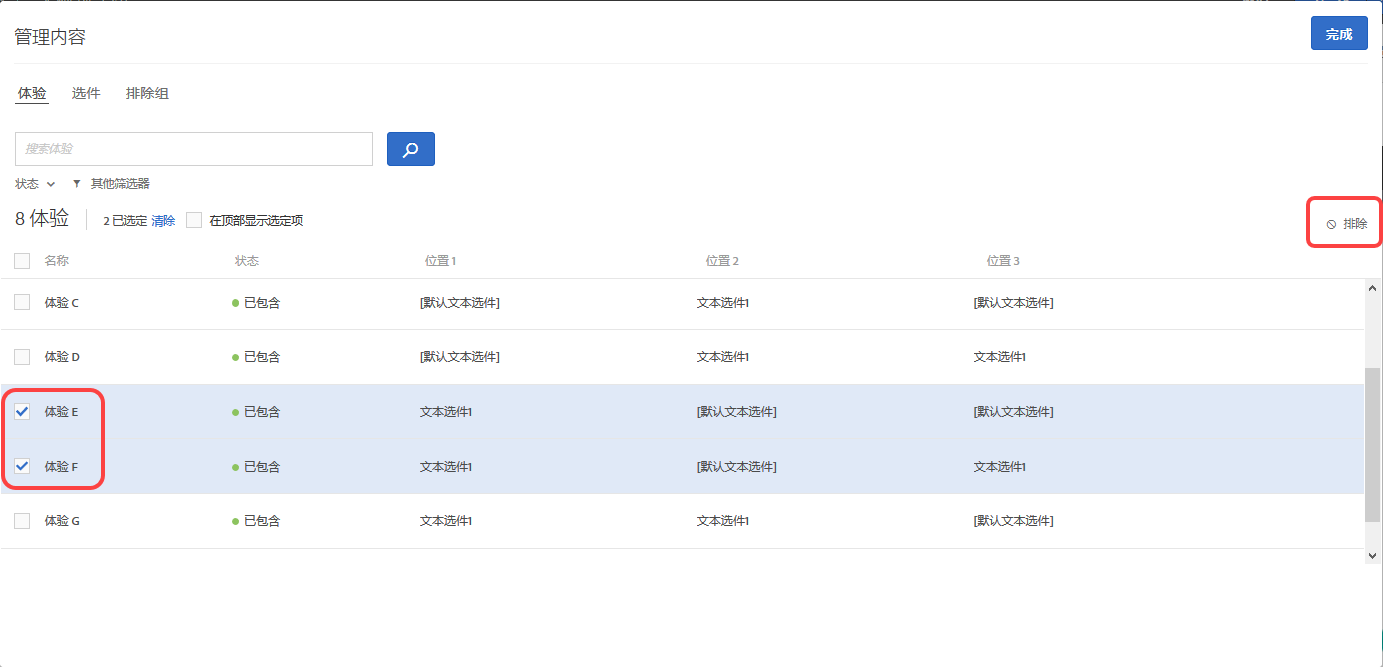 管理内容
完成
体验 选件 排除组
搜索体验
状态 其他筛选器
8 体验 2 已选定 清除 在顶部显示选定项
排除
名称 状态 位置 1 位置 2 位置 3
体验 C 已包含 [默认文本选件] 文本选件1 [默认文本选件]
体验 D 已包含 [默认文本选件] 文本选件1 文本选件1
体验 E 已包含 文本选件1 [默认文本选件] [默认文本选件]
体验 F 已包含 文本选件1 [默认文本选件] 文本选件1
体验 G 已包含 文本选件1 文本选件1 [默认文本选件]